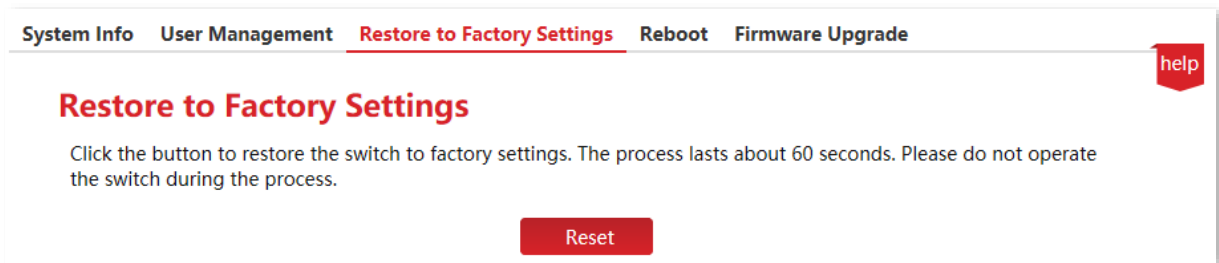 System Info User Management Restore to Factory Settings Reboot Firmware Upgrade
help
Restore to Factory Settings
Click the button to restore the switch to factory settings. The process lasts about 60 seconds. Please do not operate
the switch during the process.
Reset